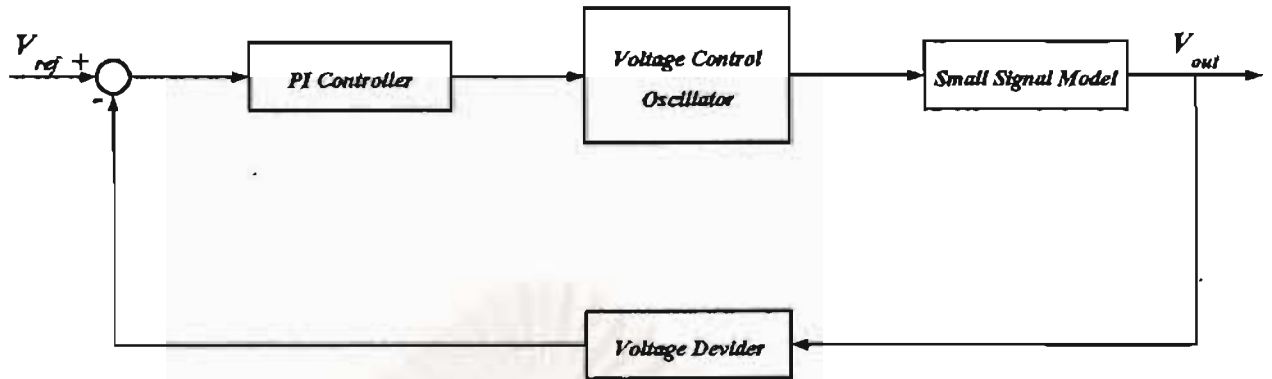 V ref +
-
PI Controller
Voltage Control
Oscillator
Small Signal Model
V out
Voltage Devider